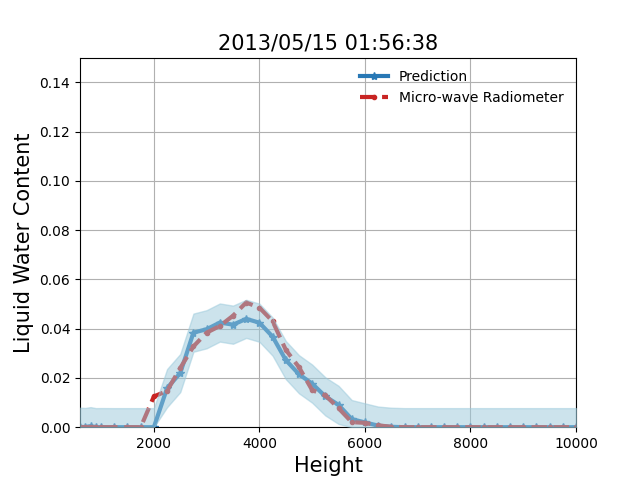 2013/05/15 01:56:38
Prediction
Micro-wave Radiometer
Liquid Water Content
0.14
0.12
0.10
0.08
0.06
0.04
0.02
0.00
2000 4000 6000 8000 10000
Height